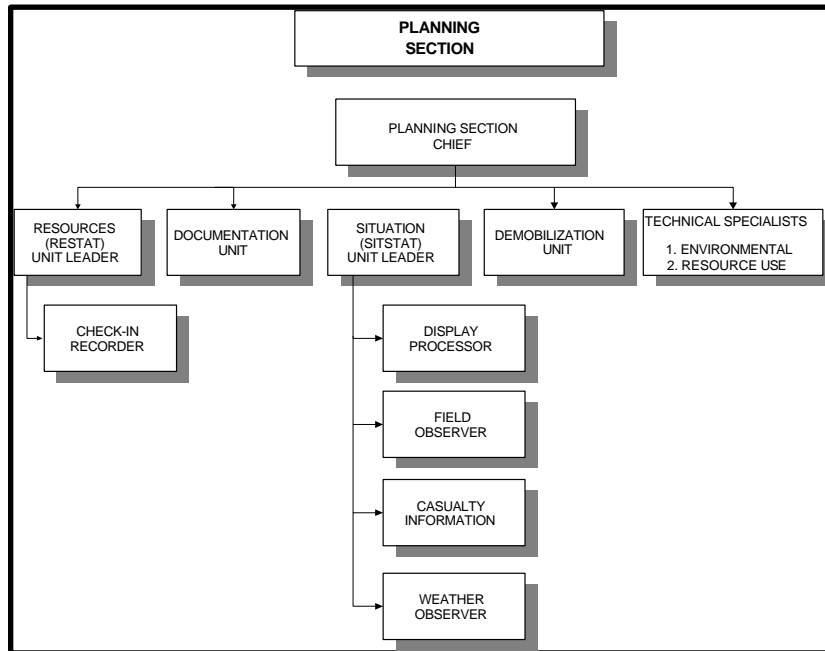 PLANNING
SECTION
PLANNING SECTION
CHIEF
RESOURCES
(RESTAT)
UNIT LEADER
DOCUMENTATION
UNIT
SITUATION
(SITSTAT)
UNIT LEADER
DEMOBILIZATION
UNIT
TECHNICAL SPECIALISTS
1. ENVIRONMENTAL
2. RESOURCE USE
CHECK-IN
RECORDER
DISPLAY
PROCESSOR
FIELD
OBSERVER
CASUALTY
INFORMATION
WEATHER
OBSERVER